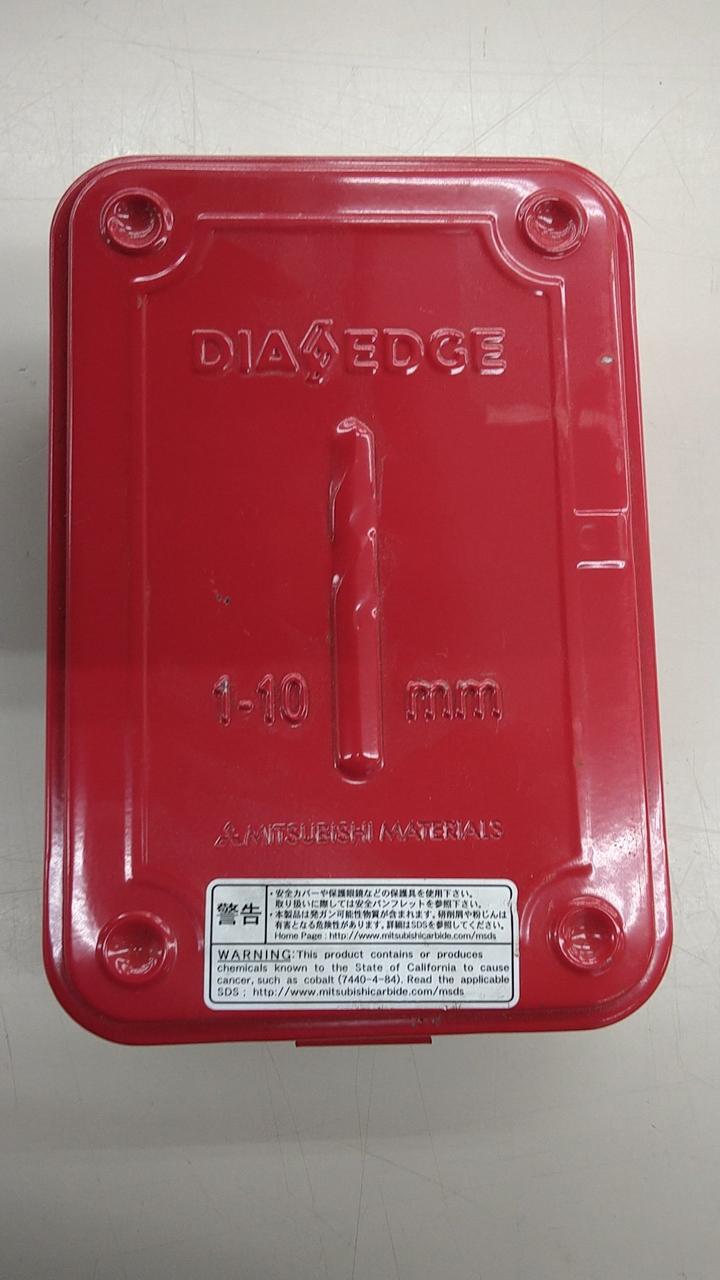 DIAEDGE
1-10 mm
MITSUBISHI MATERIALS
警告
・安全カバーや保護眼鏡などの保護具を使用下さい。
取り扱いに際しては安全パンフレットを参照下さい。
・本製品は発ガン可能性物質が含まれます。研削屑や粉じんは
有害となる危険性があります。詳細はSDSを参照してください。
Home Page : http://www.mitsubishicarbide.com/msds
WARNING:This product contains or produces
chemicals known to the State of California to cause
cancer, such as cobalt (7440-4-84). Read the applicable
SDS ; http://www.mitsubishicarbide.com/msds